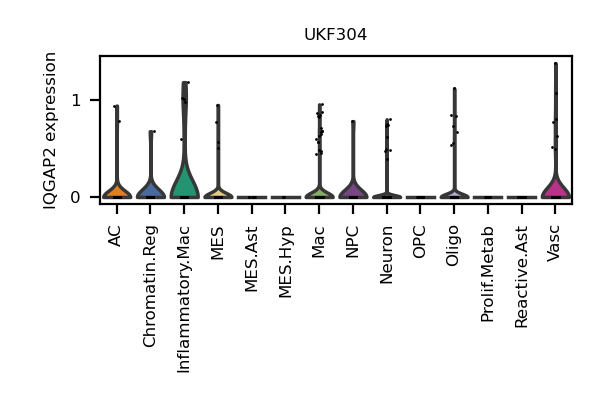 UKF304
IQGAP2 expression
1
0
AC
Chromatin.Reg
Inflammatory.Mac
MES
MES.Ast
MES.Hyp
Mac
NPC
Neuron
OPC
Oligo
Prolif.Metab
Reactive.Ast
Vasc